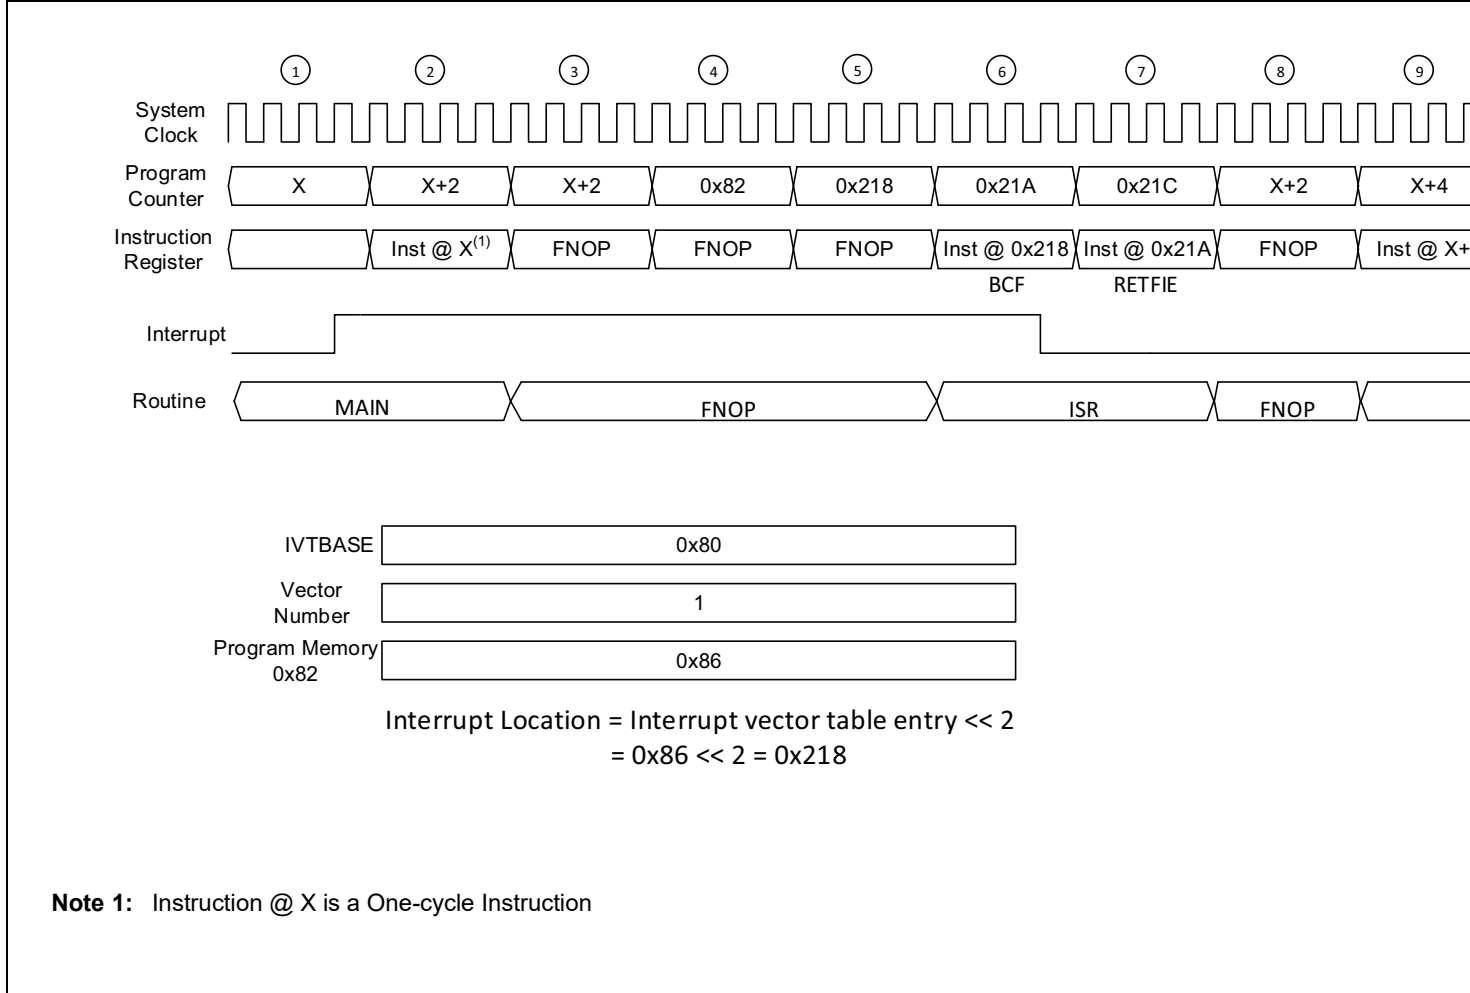 1 2 3 4 5 6 7 8 9
System
Clock
Program
Counter
X X+2 X+2 0x82 0x218 0x21A 0x21C X+2 X+4
Instruction
Register
Inst @ X(1) FNOP FNOP FNOP Inst @ 0x218 Inst @ 0x21A FNOP Inst @ X+
BCF RETFIE
Interrupt
Routine MAIN FNOP ISR FNOP
IVTBASE 0x80
Vector
Number
1
Program Memory
0x82
0x86
Interrupt Location = Interrupt vector table entry << 2
= 0x86 << 2 = 0x218
Note 1: Instruction @ X is a One-cycle Instruction